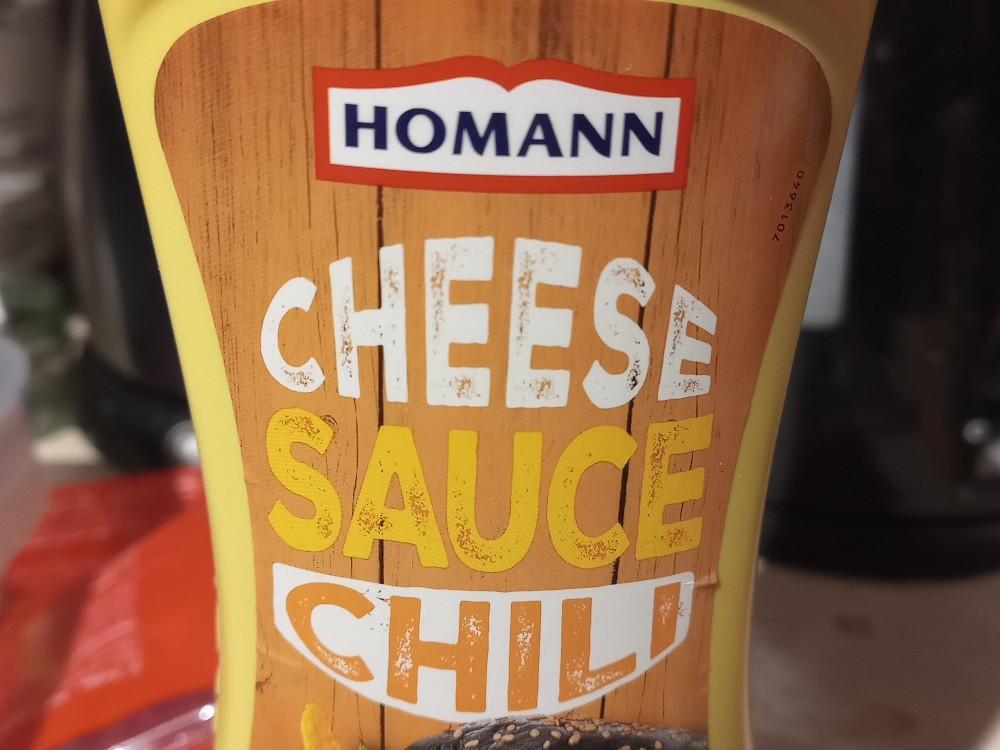 HOMANN
7013640
CHEESE
SAUCE
CHILI